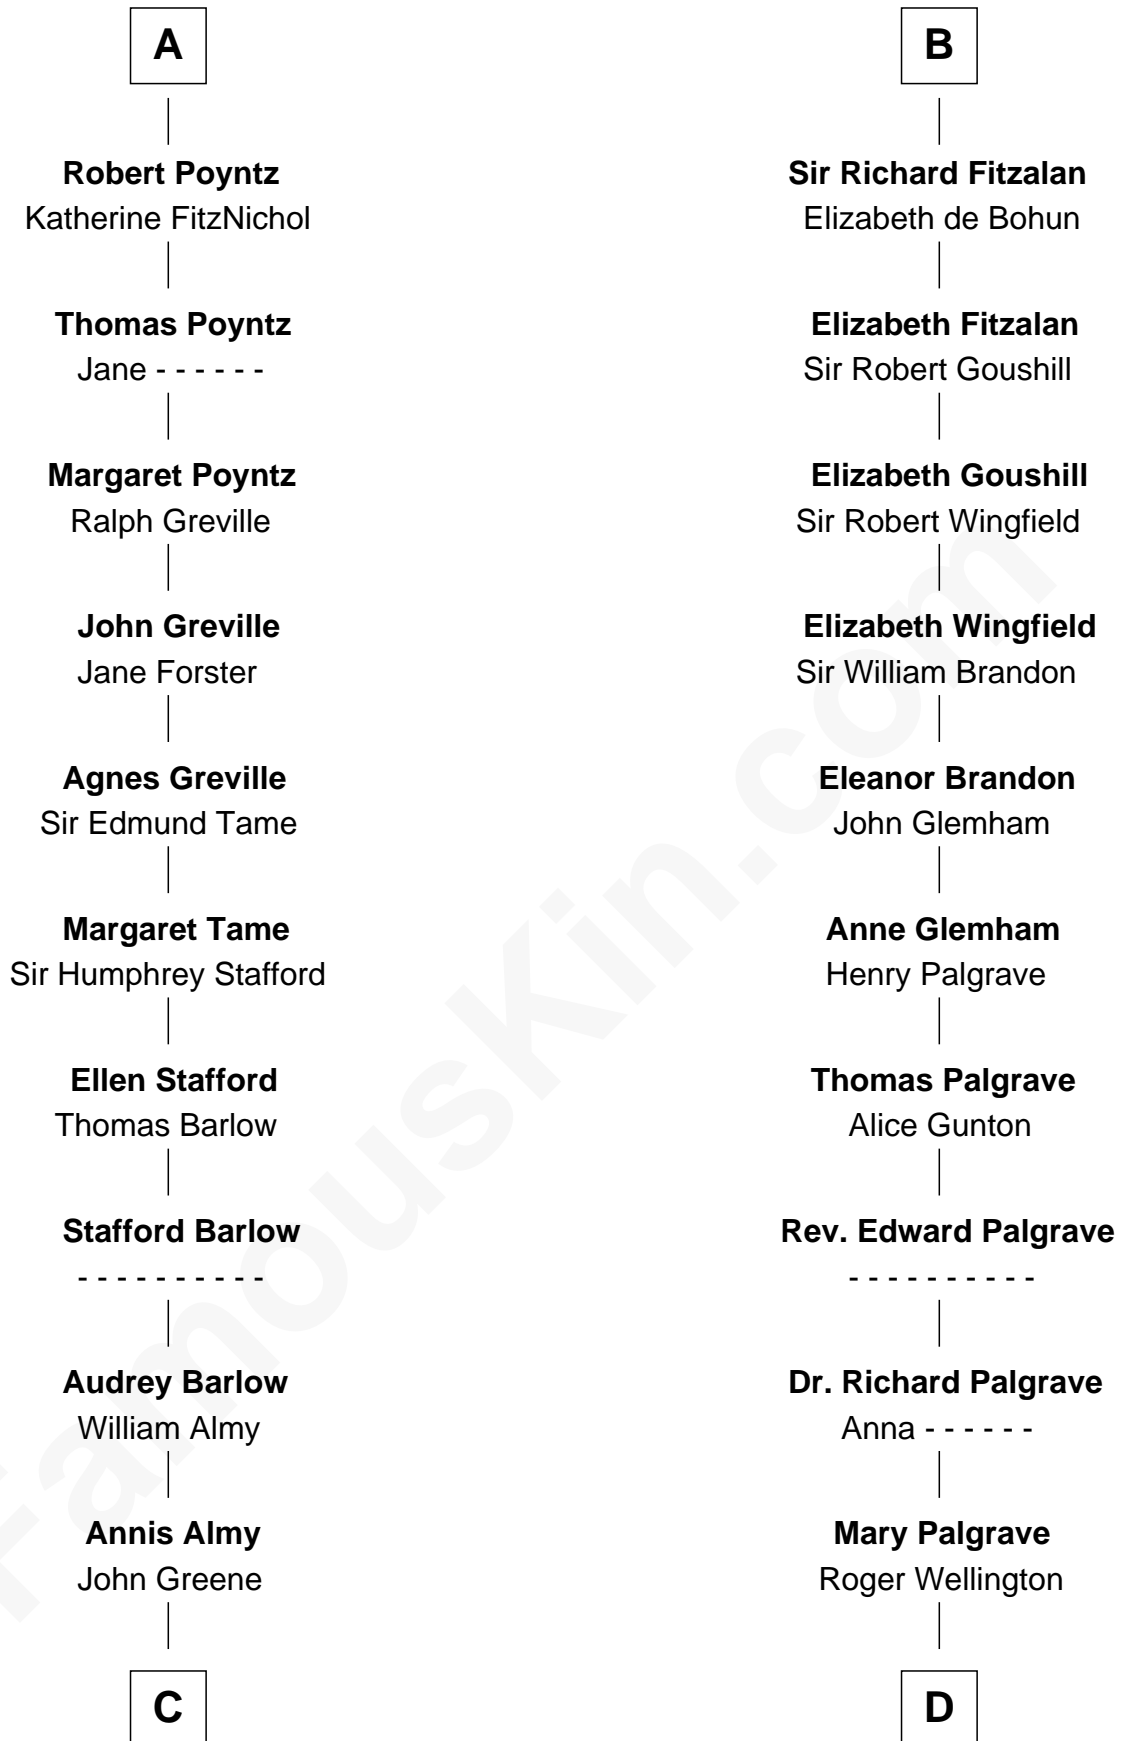 A
Robert Poyntz
Katherine FitzNichol
Thomas Poyntz
Jane - - - - - -
Margaret Poyntz
Ralph Greville
John Greville
Jane Forster
Agnes Greville
Sir Edmund Tame
Margaret Tame
Sir Humphrey Stafford
Ellen Stafford
Thomas Barlow
Stafford Barlow
- - - - - - - - - -
Audrey Barlow
William Almy
Annis Almy
John Greene
C
B
Sir Richard Fitzalan
Elizabeth de Bohun
Elizabeth Fitzalan
Sir Robert Goushill
Elizabeth Goushill
Sir Robert Wingfield
Elizabeth Wingfield
Sir William Brandon
Eleanor Brandon
John Glemham
Anne Glemham
Henry Palgrave
Thomas Palgrave
Alice Gunton
Rev. Edward Palgrave
- - - - - - - - - -
Dr. Richard Palgrave
Anna - - - - - -
Mary Palgrave
Roger Wellington
D
FamousKin.com